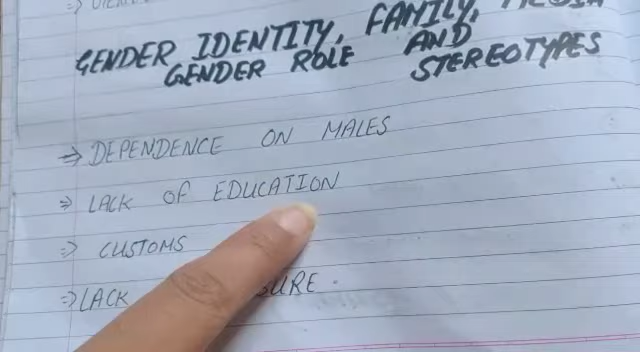 GENDER IDENTITY, FAMILY,
GENDER ROLE AND STEREOTYPES
⇒ DEPENDENCE ON MALES
⇒ LACK OF EDUCATION
⇒ CUSTOMS
⇒ LACK